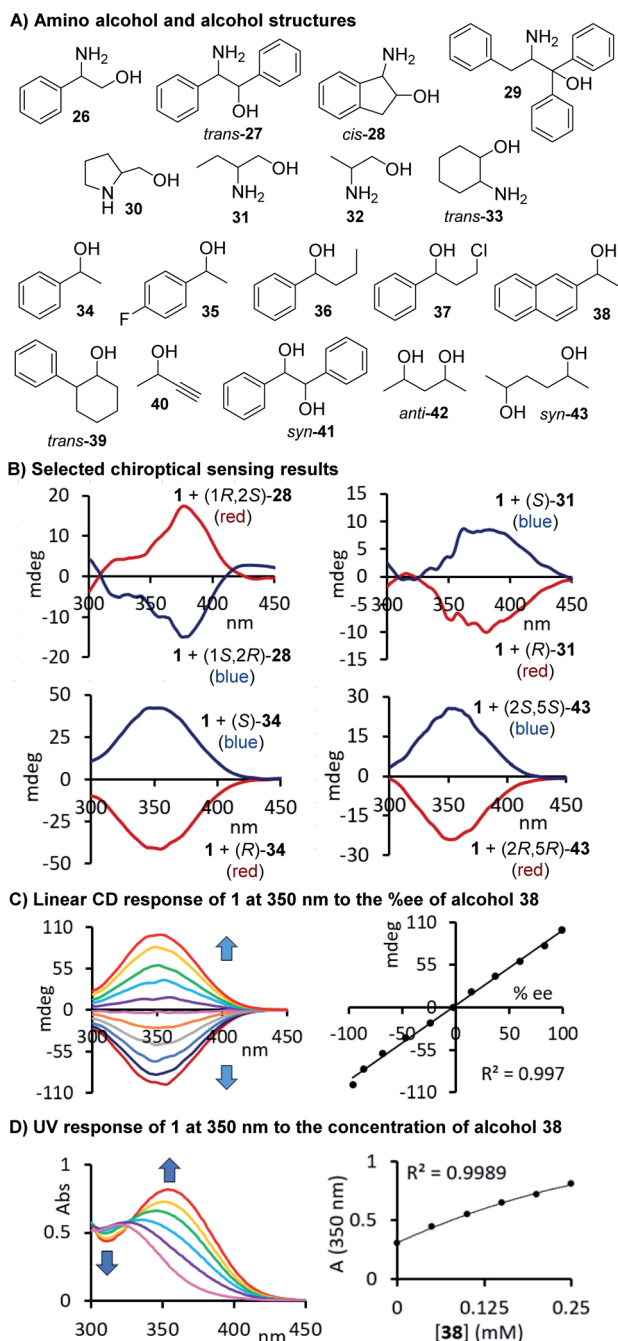 A) Amino alcohol and alcohol structures
NH2
OH
26
NH2
OH
trans-27
NH2
OH
cis-28
NH2
OH
29
N
H
OH
30
OH
NH2
31
OH
NH2
32
OH
NH2
trans-33
OH
34
OH
F
35
OH
36
OH
Cl
37
OH
38
OH
trans-39
OH
40
OH
OH
syn-41
OH OH
anti-42
OH
OH
syn-43
B) Selected chiroptical sensing results
20
10
0
-10
-20
mdeg
300 350 400 450
nm
1 + (1R,2S)-28
(red)
1 + (1S,2R)-28
(blue)
15
10
5
0
-5
-10
-15
mdeg
300 350 400 450
nm
1 + (S)-31
(blue)
1 + (R)-31
(red)
50
25
0
-25
-50
mdeg
300 350 400 450
nm
1 + (S)-34
(blue)
1 + (R)-34
(red)
30
15
0
-15
-30
mdeg
300 350 400 450
nm
1 + (2S,5S)-43
(blue)
1 + (2R,5R)-43
(red)
C) Linear CD response of 1 at 350 nm to the %ee of alcohol 38
110
55
0
-55
-110
mdeg
300 350 400 450
nm
110
55
0
-55
-110
mdeg
-100 -50 0 50 100
% ee
R² = 0.997
D) UV response of 1 at 350 nm to the concentration of alcohol 38
1
0.5
0
Abs
300 350 400 450
nm
1
0.5
0
A (350 nm)
R² = 0.9989
0 0.125 0.25
[38] (mM)